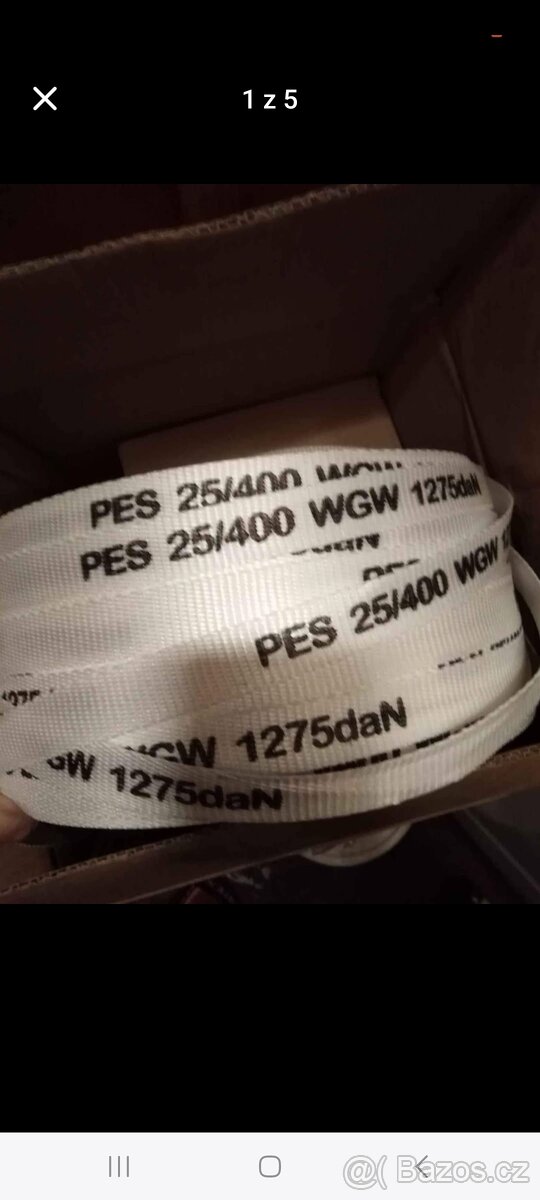 1 z 5
PES 25/400
PES 25/400 WGW 1275daN
PES 25/400 WGW
WGW 1275daN
GW 1275daN
@( Bazos.cz